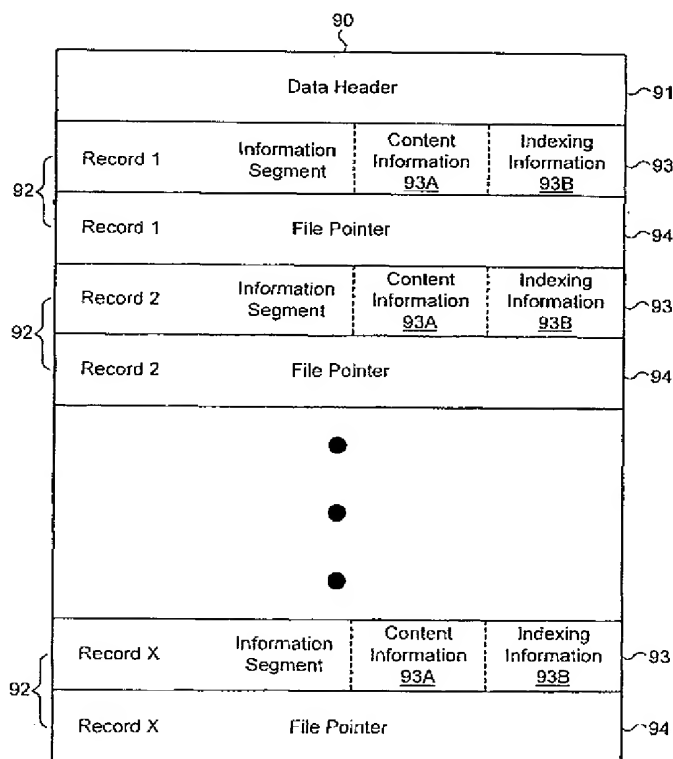 90
Data Header
91
Record 1 Information Segment Content Information 93A Indexing Information 93B
93
92
Record 1 File Pointer
94
Record 2 Information Segment Content Information 93A Indexing Information 93B
93
92
Record 2 File Pointer
94
Record X Information Segment Content Information 93A Indexing Information 93B
93
92
Record X File Pointer
94